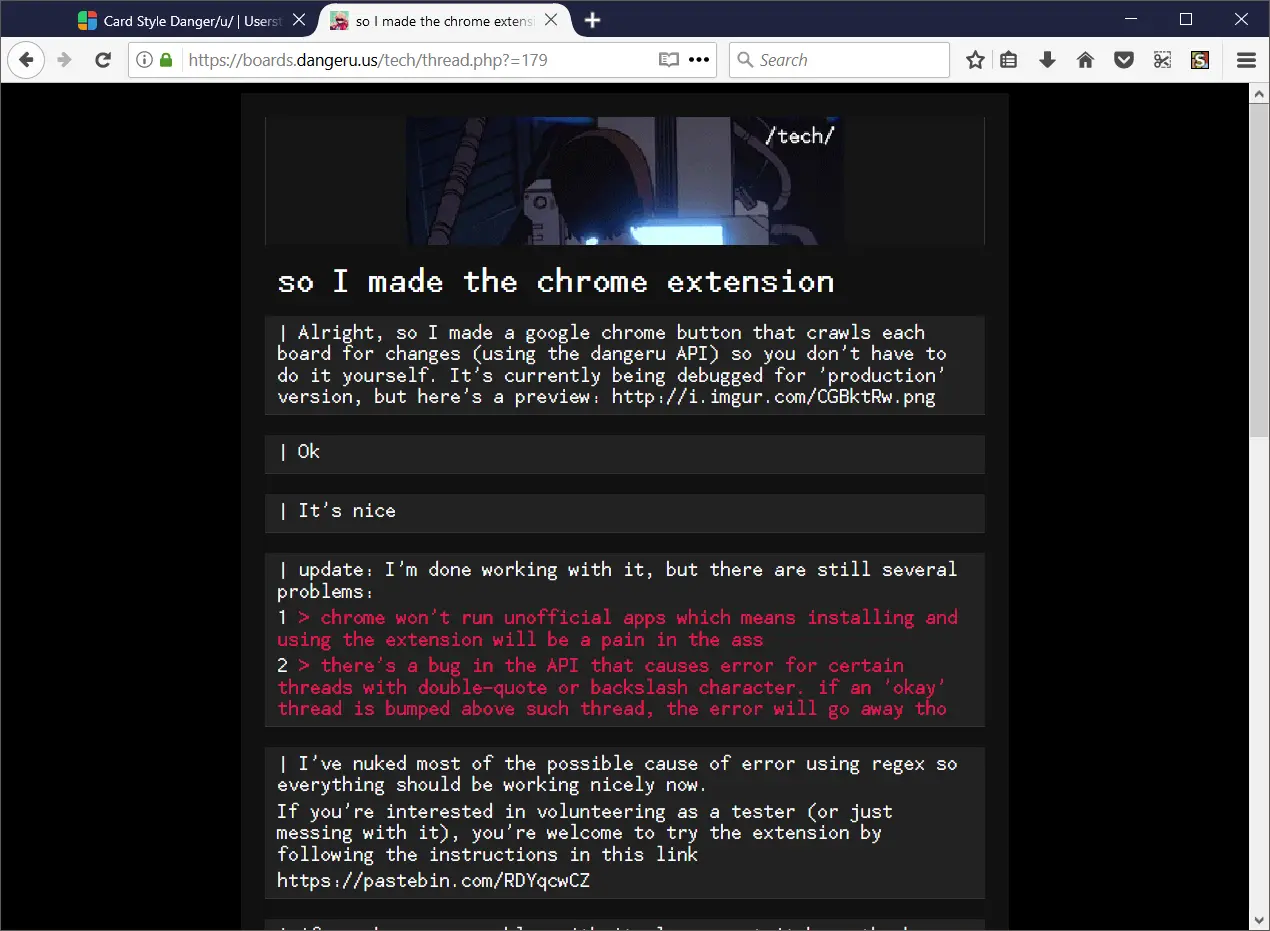 Card Style Danger/u/ | Userst
so I made the chrome extensi
https://boards.dangeru.us/tech/thread.php?=179
Search
/tech/
so I made the chrome extension
| Alright, so I made a google chrome button that crawls each
board for changes (using the dangeru API) so you don't have to
do it yourself. It's currently being debugged for 'production'
version, but here's a preview: http://i.imgur.com/CGBktRw.png
| Ok
| It's nice
| update: I'm done working with it, but there are still several
problems:
1 > chrome won't run unofficial apps which means installing and
using the extension will be a pain in the ass
2 > there's a bug in the API that causes error for certain
threads with double-quote or backslash character. if an 'okay'
thread is bumped above such thread, the error will go away tho
| I've nuked most of the possible cause of error using regex so
everything should be working nicely now.
If you're interested in volunteering as a tester (or just
messing with it), you're welcome to try the extension by
following the instructions in this link
https://pastebin.com/RDYqcwCZ